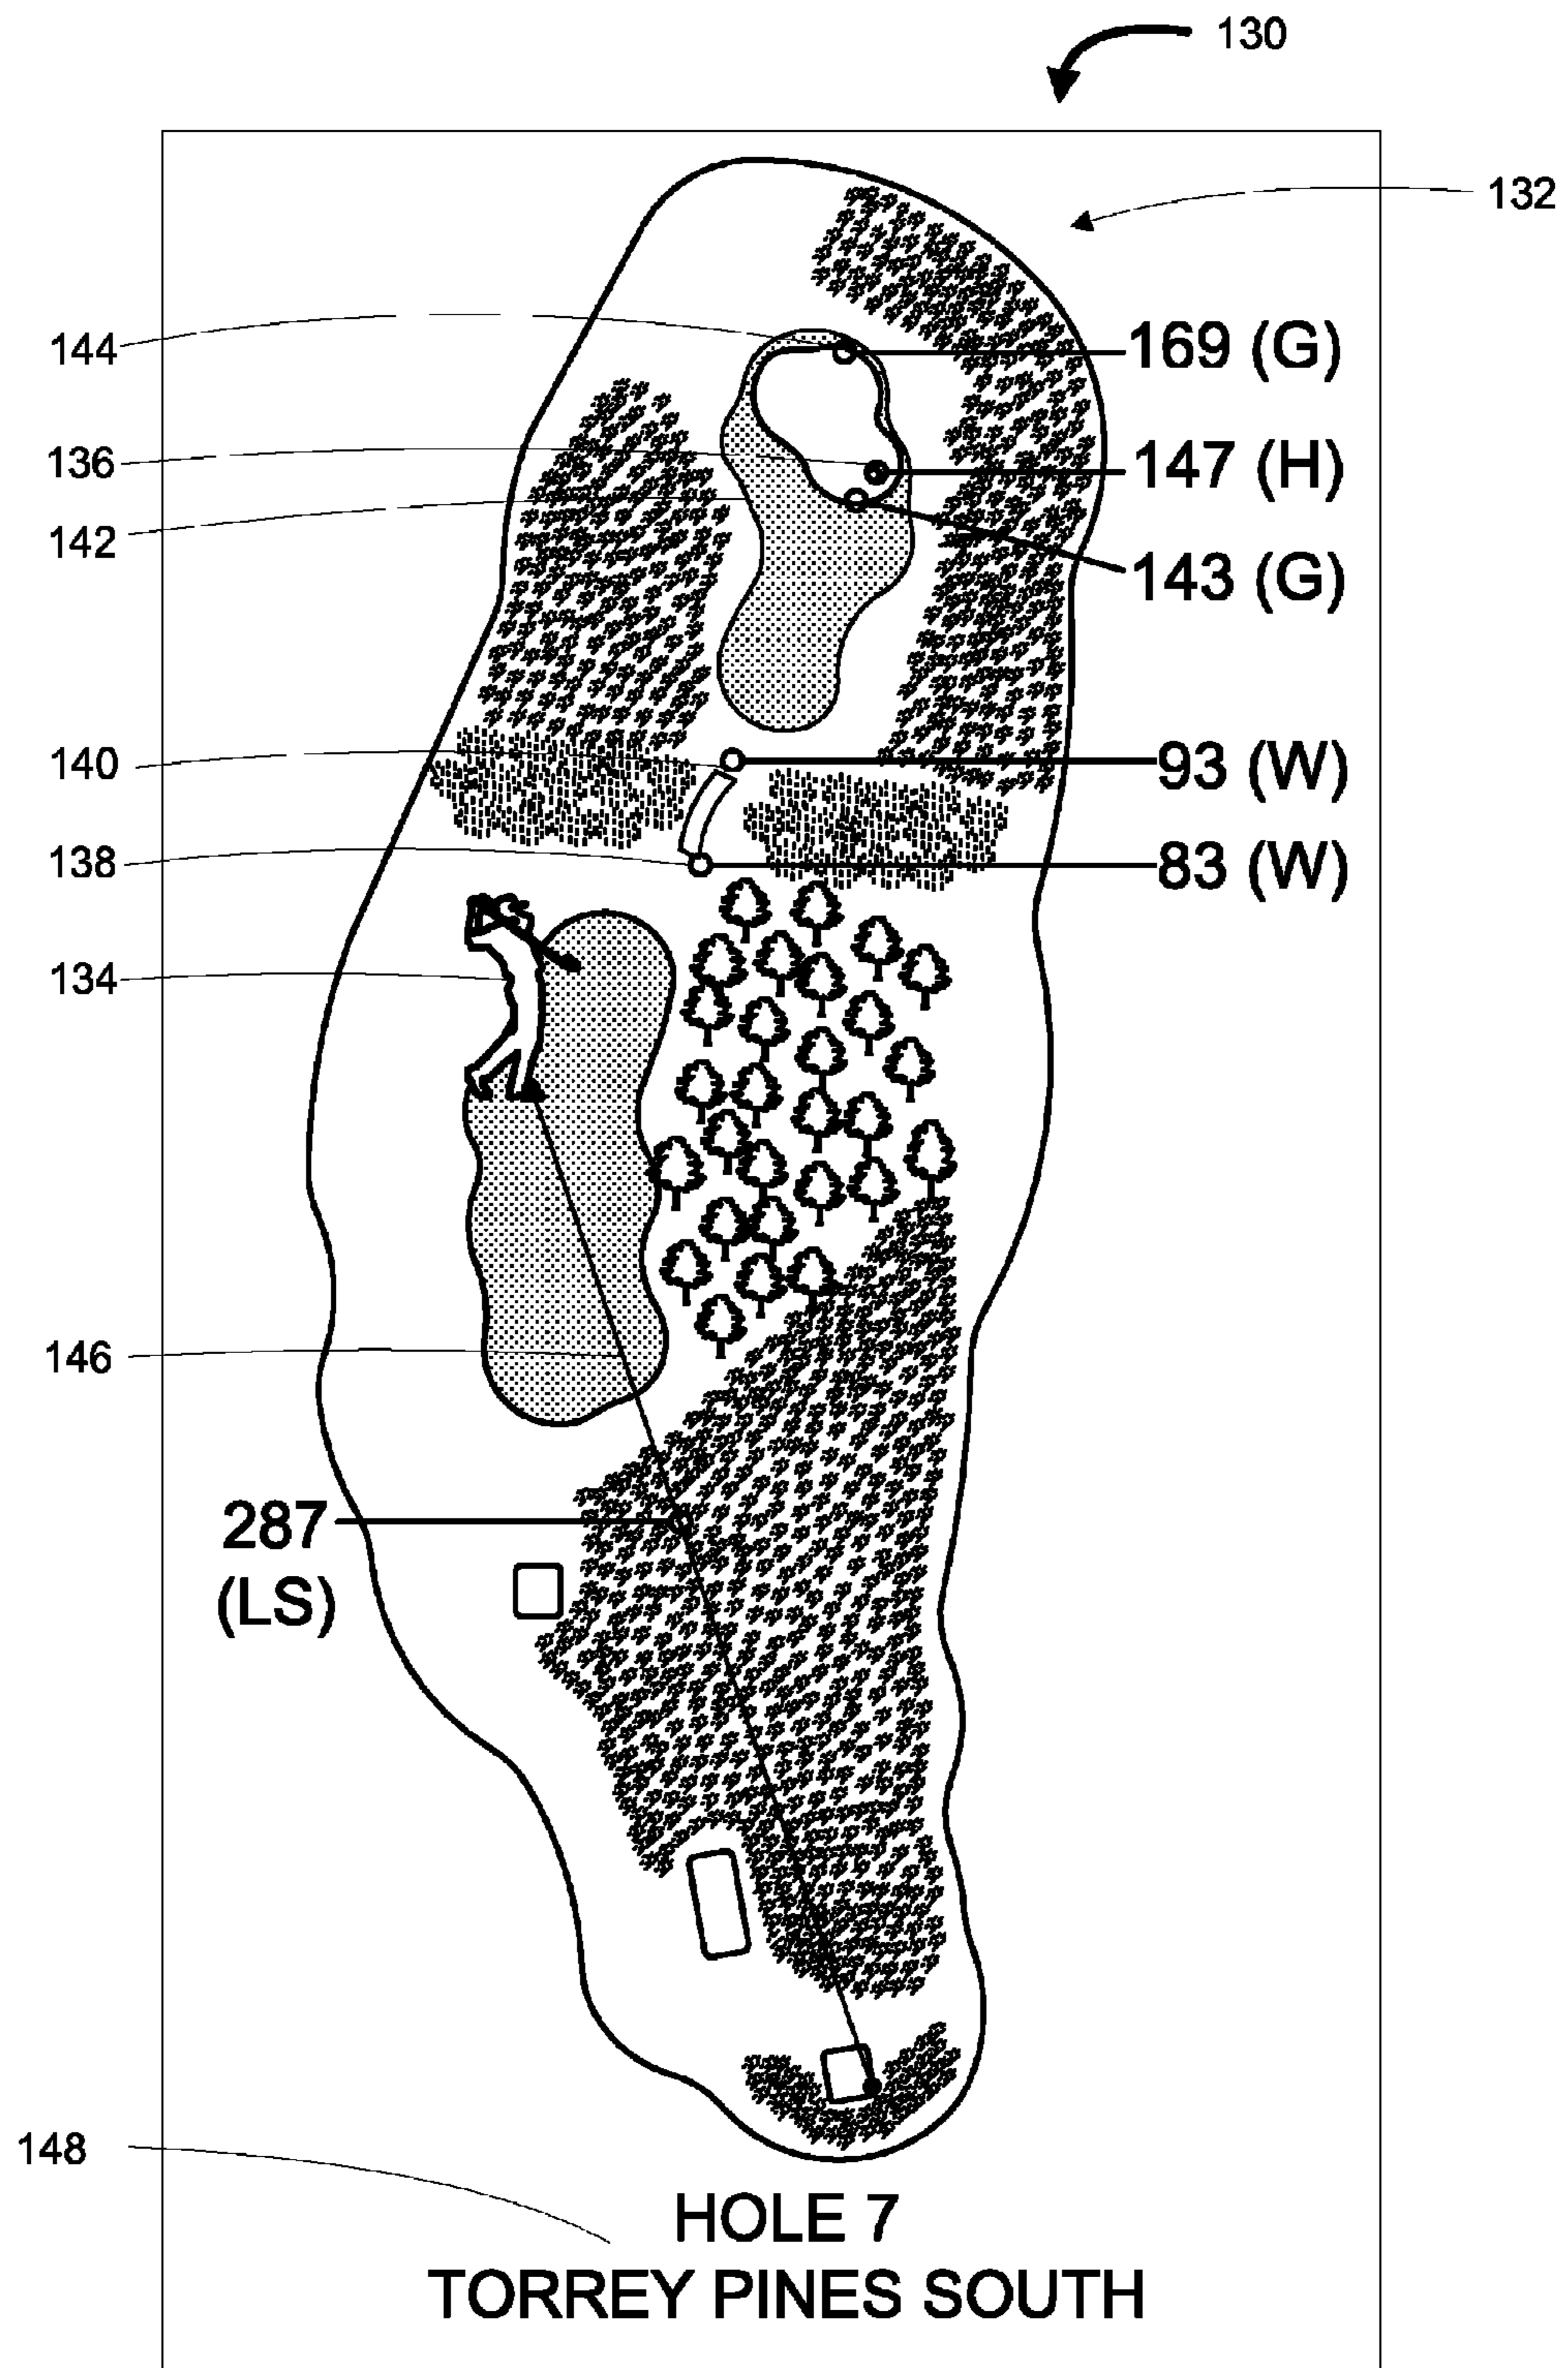 130
132
144
169 (G)
136
147 (H)
142
143 (G)
140
93 (W)
138
83 (W)
134
146
287
(LS)
148
HOLE 7
TORREY PINES SOUTH